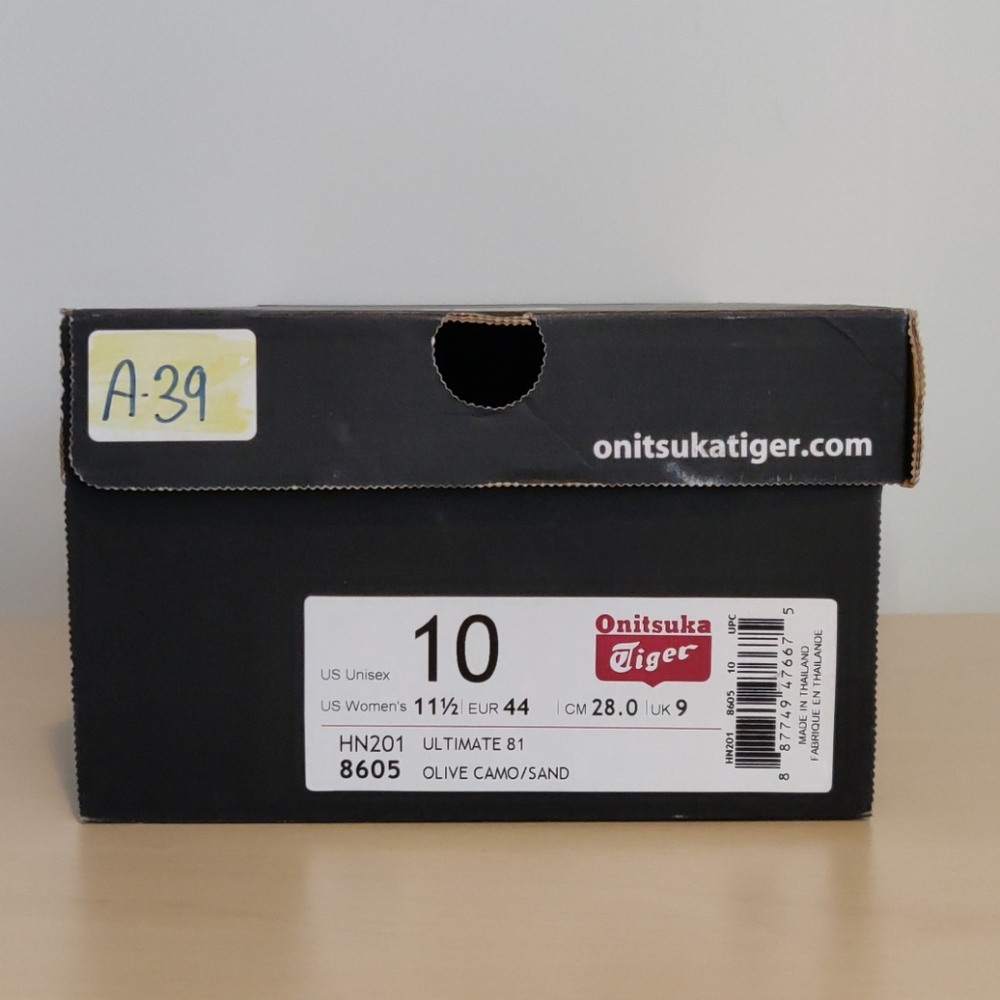 A-39
onitsukatiger.com
US Unisex 10
US Women's 11½ EUR 44 CM 28.0 UK 9
HN201 ULTIMATE 81
8605 OLIVE CAMO/SAND
Onitsuka
Tiger
HN201 8605 10 UPC
8 87749 47667 5
MADE IN THAILAND
FABRIQUE EN THAILANDE